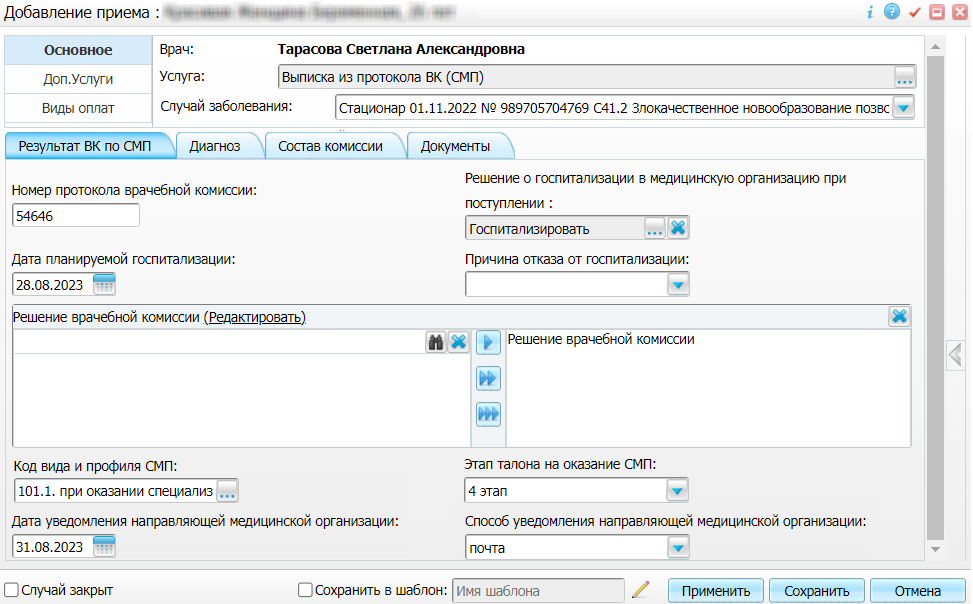 Добавление приема :
Основное
Доп.Услуги
Виды оплат
Врач: Тарасова Светлана Александровна
Услуга: Выписка из протокола ВК (СМП)
Случай заболевания: Стационар 01.11.2022 № 989705704769 С41.2 Злокачественное новообразование позвс
Результат ВК по СМП Диагноз Состав комиссии Документы
Номер протокола врачебной комиссии:
54646
Решение о госпитализации в медицинскую организацию при
поступлении :
Госпитализировать
Дата планируемой госпитализации:
28.08.2023
Причина отказа от госпитализации:
Решение врачебной комиссии (Редактировать)
Решение врачебной комиссии
Код вида и профиля СМП:
101.1. при оказании специализ
Этап талона на оказание СМП:
4 этап
Дата уведомления направляющей медицинской организации:
31.08.2023
Способ уведомления направляющей медицинской организации:
почта
Случай закрыт Сохранить в шаблон: Имя шаблона Применить Сохранить Отмена